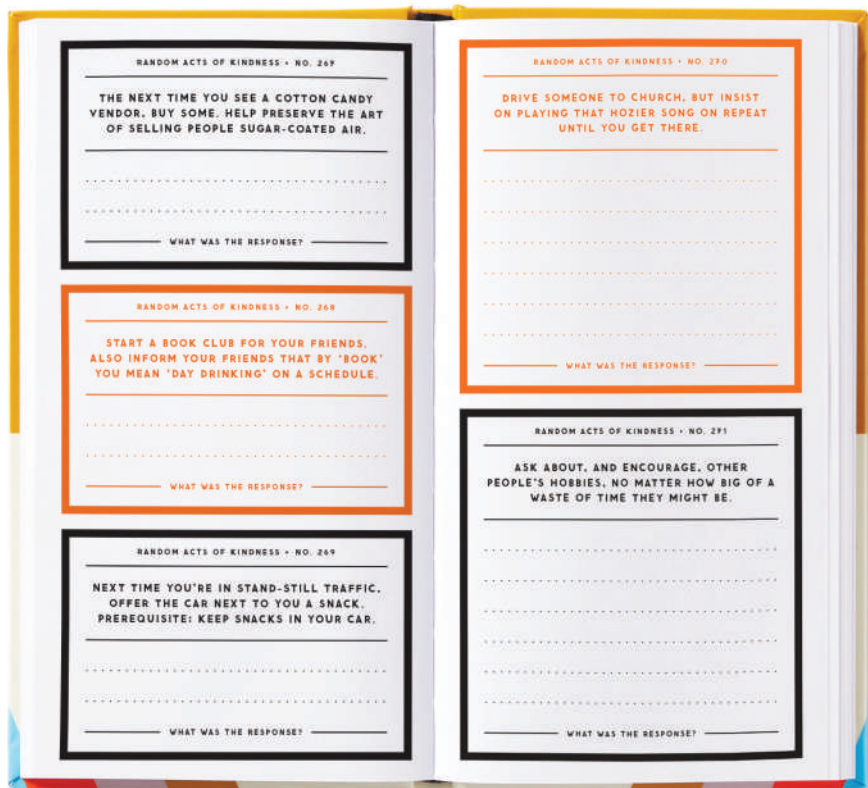 RANDOM ACTS OF KINDNESS • NO. 269
THE NEXT TIME YOU SEE A COTTON CANDY
VENDOR, BUY SOME. HELP PRESERVE THE ART
OF SELLING PEOPLE SUGAR-COATED AIR.
WHAT WAS THE RESPONSE?
RANDOM ACTS OF KINDNESS • NO. 268
START A BOOK CLUB FOR YOUR FRIENDS.
ALSO INFORM YOUR FRIENDS THAT BY 'BOOK'
YOU MEAN 'DAY DRINKING' ON A SCHEDULE.
WHAT WAS THE RESPONSE?
RANDOM ACTS OF KINDNESS • NO. 269
NEXT TIME YOU'RE IN STAND-STILL TRAFFIC,
OFFER THE CAR NEXT TO YOU A SNACK.
PREREQUISITE: KEEP SNACKS IN YOUR CAR.
WHAT WAS THE RESPONSE?
RANDOM ACTS OF KINDNESS • NO. 270
DRIVE SOMEONE TO CHURCH, BUT INSIST
ON PLAYING THAT HOZIER SONG ON REPEAT
UNTIL YOU GET THERE.
WHAT WAS THE RESPONSE?
RANDOM ACTS OF KINDNESS • NO. 271
ASK ABOUT, AND ENCOURAGE, OTHER
PEOPLE'S HOBBIES, NO MATTER HOW BIG OF A
WASTE OF TIME THEY MIGHT BE.
WHAT WAS THE RESPONSE?